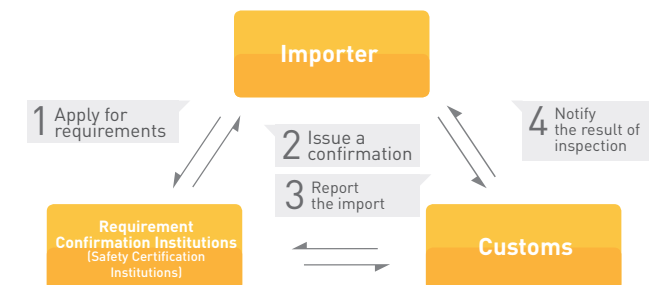 Importer
1 Apply for
requirements
2 Issue a
confirmation
3 Report
the import
4 Notify
the result of
inspection
Requirement
Confirmation Institutions
(Safety Certification
Institutions)
Customs